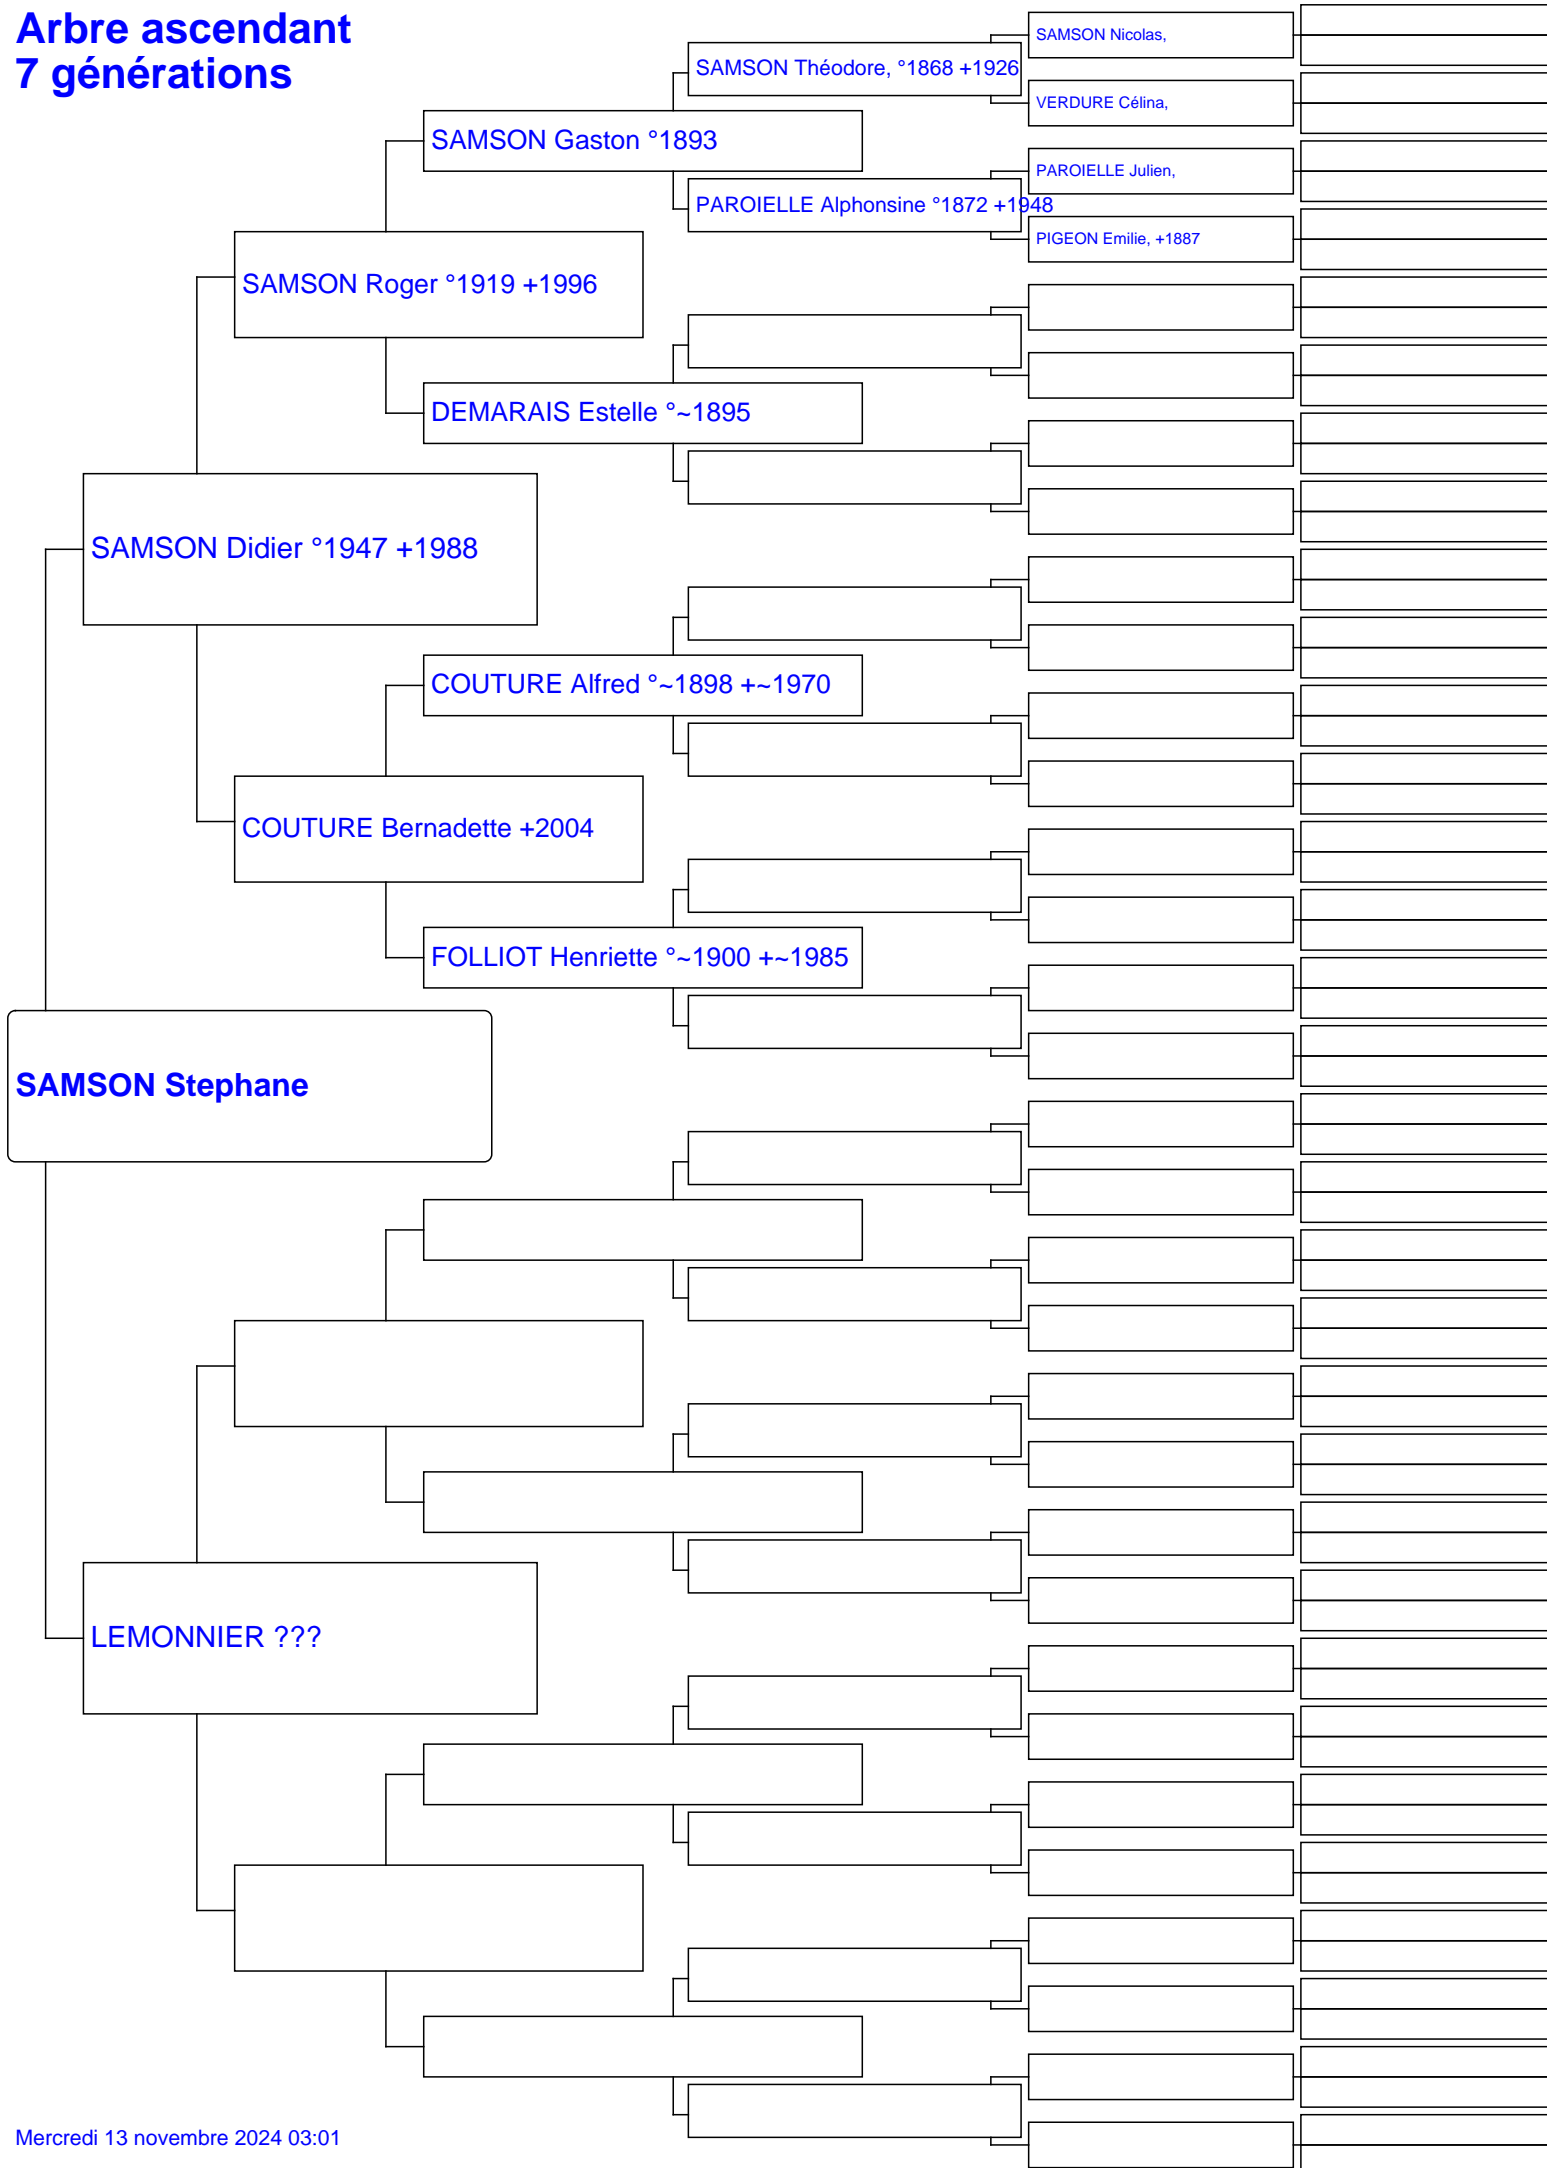 Arbre ascendant
7 générations
SAMSON Nicolas,
SAMSON Théodore, °1868 +1926
VERDURE Célina,
SAMSON Gaston °1893
PAROIELLE Julien,
PAROIELLE Alphonsine °1872 +1948
PIGEON Emilie, +1887
SAMSON Roger °1919 +1996
DEMARAIS Estelle °~1895
SAMSON Didier °1947 +1988
COUTURE Alfred °~1898 +~1970
COUTURE Bernadette +2004
FOLLIOT Henriette °~1900 +~1985
SAMSON Stephane
LEMONNIER ???
Mercredi 13 novembre 2024 03:01